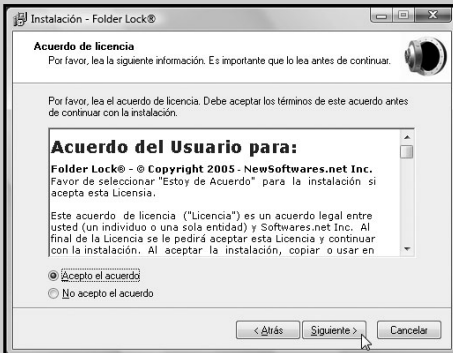 Instalación - Folder Lock®
Acuerdo de licencia
Por favor, lea la siguiente información. Es importante que lo lea antes de continuar.
Por favor, lea el acuerdo de licencia. Debe aceptar los términos de este acuerdo antes
de continuar con la instalación.
Acuerdo del Usuario para:
Folder Lock® - © Copyright 2005 - NewSoftwares.net Inc.
Favor de seleccionar "Estoy de Acuerdo" para la instalación si
acepta esta Licensia.
Este acuerdo de licencia ("Licencia") es un acuerdo legal entre
usted (un individuo o una sola entidad) y Softwares.net Inc. Al
final de la Licencia se le pedirá aceptar esta Licencia y continuar
con la instalación. Al aceptar la instalación, copiar o usar en
Acepto el acuerdo
No acepto el acuerdo
< Atrás Siguiente > Cancelar